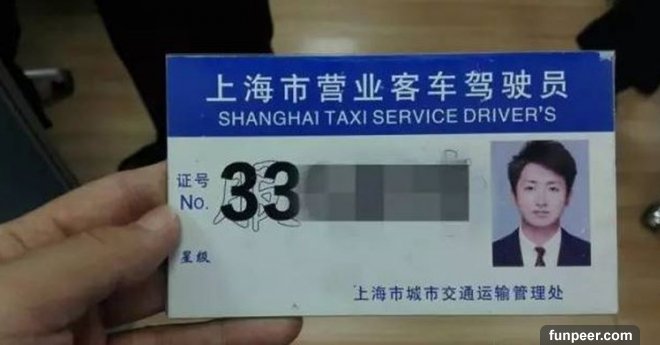 上海市营业客车驾驶员
SHANGHAI TAXI SERVICE DRIVER'S
证号
No. 33
星级
上海市城市交通运输管理处
funpeer.com